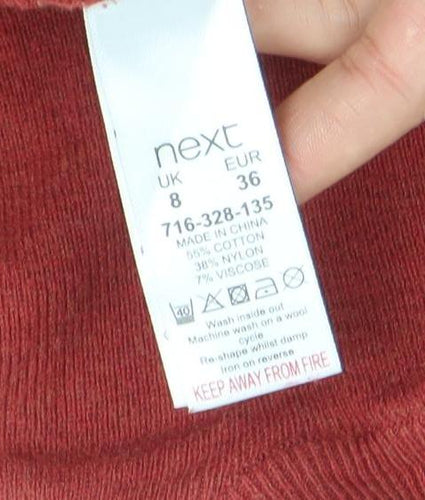 next
UK EUR
8 36
716-328-135
MADE IN CHINA
55% COTTON
38% NYLON
7% VISCOSE
40
Wash inside out
Machine wash on a wool
cycle
Re-shape whilst damp
Iron on reverse
KEEP AWAY FROM FIRE